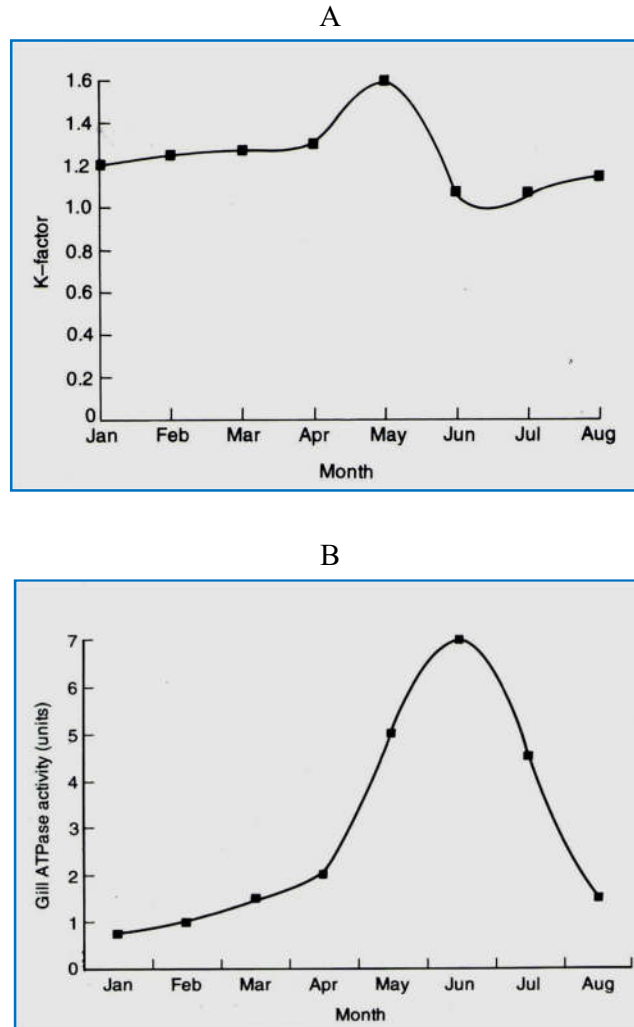 A
1.6
1.4
1.2
1.0
0.8
0.6
0.4
0.2
0
K–factor
Jan Feb Mar Apr May Jun Jul Aug
Month
B
7
6
5
4
3
2
1
0
Gill ATPase activity (units)
Jan Feb Mar Apr May Jun Jul Aug
Month